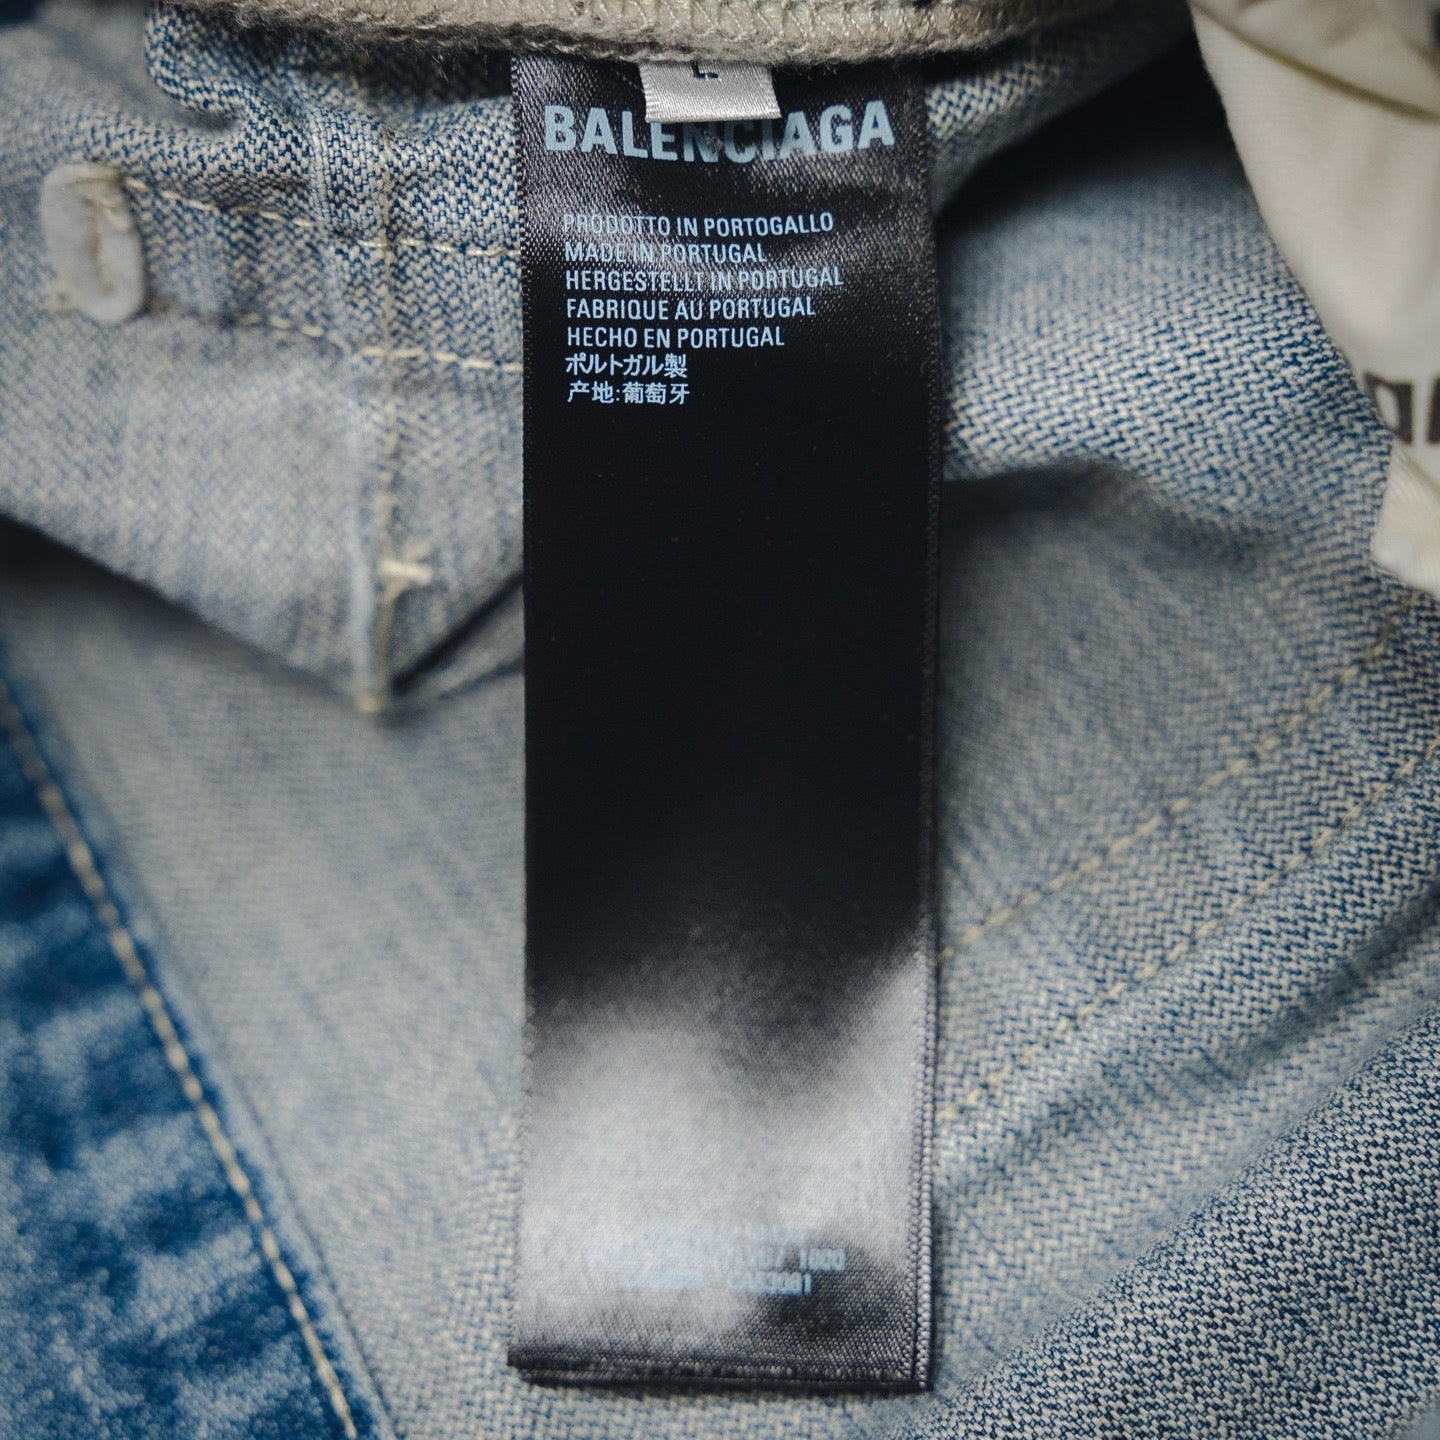 BALENCIAGA
PRODOTTO IN PORTOGALLO
MADE IN PORTUGAL
HERGESTELLT IN PORTUGAL
FABRIQUE AU PORTUGAL
HECHO EN PORTUGAL
ポルトガル製
产地:葡萄牙